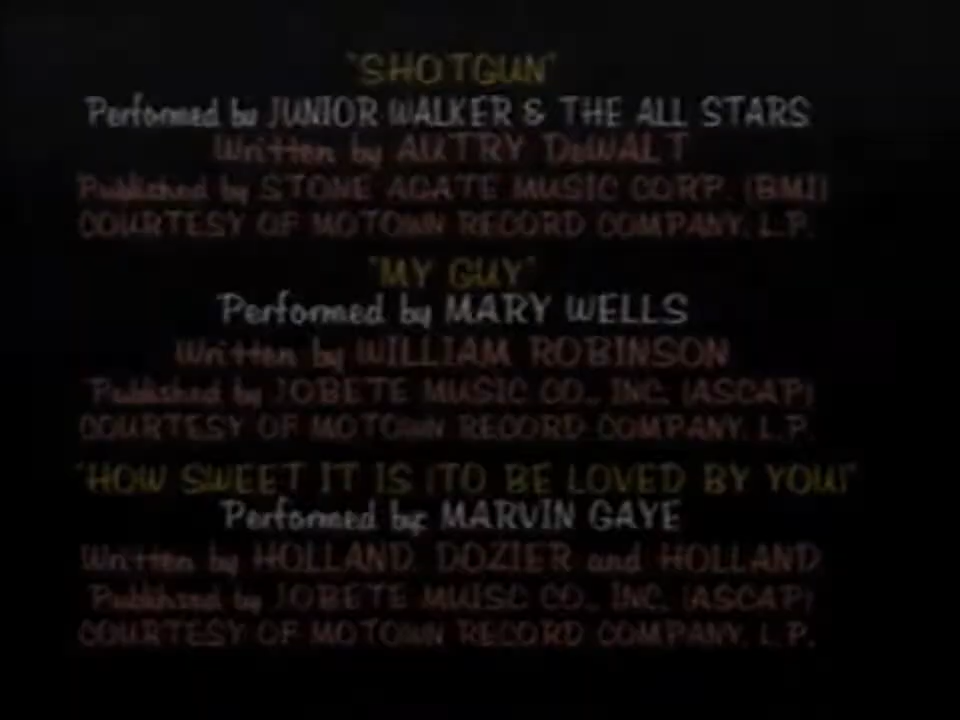 "SHOTGUN"
Performed by JUNIOR WALKER & THE ALL STARS
Written by AUTRY DeWALT
Published by STONE AGATE MUSIC CORP. (BMI)
COURTESY OF MOTOWN RECORD COMPANY, L.P.
"MY GUY"
Performed by MARY WELLS
Written by WILLIAM ROBINSON
Published by JOBETE MUSIC CO., INC. (ASCAP)
COURTESY OF MOTOWN RECORD COMPANY, L.P.
"HOW SWEET IT IS (TO BE LOVED BY YOU)"
Performed by: MARVIN GAYE
Written by HOLLAND, DOZIER and HOLLAND
Published by JOBETE MUISC CO., INC. (ASCAP)
COURTESY OF MOTOWN RECORD COMPANY, L.P.